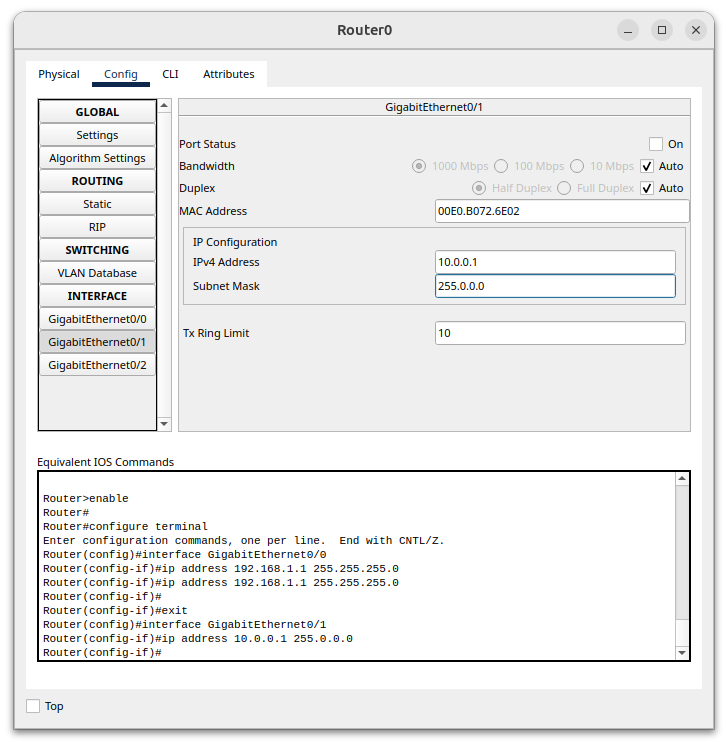 Router0
Physical Config CLI Attributes
GLOBAL
Settings
Algorithm Settings
ROUTING
Static
RIP
SWITCHING
VLAN Database
INTERFACE
GigabitEthernet0/0
GigabitEthernet0/1
GigabitEthernet0/2
GigabitEthernet0/1
Port Status On
Bandwidth 1000 Mbps 100 Mbps 10 Mbps Auto
Duplex Half Duplex Full Duplex Auto
MAC Address 00E0.B072.6E02
IP Configuration
IPv4 Address 10.0.0.1
Subnet Mask 255.0.0.0
Tx Ring Limit 10
Equivalent IOS Commands
Router>enable
Router#
Router#configure terminal
Enter configuration commands, one per line.  End with CNTL/Z.
Router(config)#interface GigabitEthernet0/0
Router(config-if)#ip address 192.168.1.1 255.255.255.0
Router(config-if)#ip address 192.168.1.1 255.255.255.0
Router(config-if)#
Router(config-if)#exit
Router(config)#interface GigabitEthernet0/1
Router(config-if)#ip address 10.0.0.1 255.0.0.0
Router(config-if)#
Top